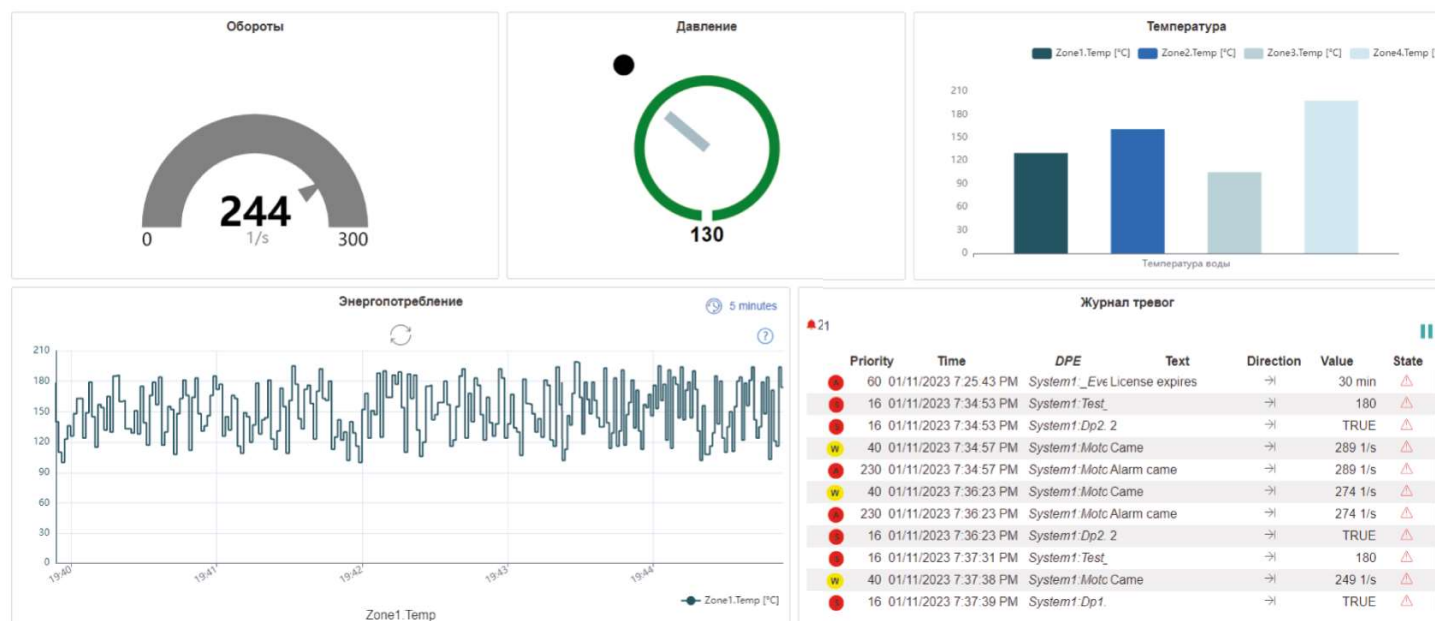 Обороты
244
1/s
0 300
Давление
130
Температура
Zone1.Temp [°C] Zone2.Temp [°C] Zone3.Temp [°C] Zone4.Temp [
210
180
150
120
90
60
30
0
Температура воды
Энергопотребление
5 minutes
?
210
180
150
120
90
60
30
0
19:40 19:41 19:42 19:43 19:44
Zone1.Temp [°C]
Zone1.Temp
Журнал тревог
21
Priority Time DPE Text Direction Value State
A 60 01/11/2023 7:25:43 PM System1:_Eve License expires 30 min
S 16 01/11/2023 7:34:53 PM System1:Test_ 180
S 16 01/11/2023 7:34:53 PM System1:Dp2. 2 TRUE
W 40 01/11/2023 7:34:57 PM System1:Moto Came 289 1/s
A 230 01/11/2023 7:34:57 PM System1:Moto Alarm came 289 1/s
W 40 01/11/2023 7:36:23 PM System1:Moto Came 274 1/s
A 230 01/11/2023 7:36:23 PM System1:Moto Alarm came 274 1/s
S 16 01/11/2023 7:36:23 PM System1:Dp2. 2 TRUE
S 16 01/11/2023 7:37:31 PM System1:Test_ 180
W 40 01/11/2023 7:37:38 PM System1:Moto Came 249 1/s
S 16 01/11/2023 7:37:39 PM System1:Dp1. TRUE